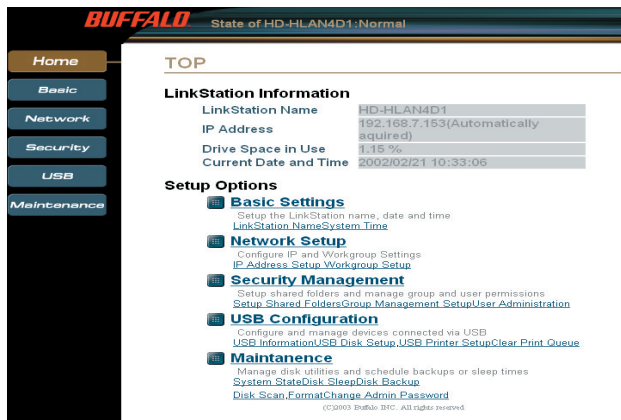 BUFFALO State of HD-HLAN4D1:Normal
Home
Basic
Network
Security
USB
Maintenance
TOP
LinkStation Information
LinkStation Name HD-HLAN4D1
IP Address 192.168.7.153(Automatically
aquired)
Drive Space in Use 1.15 %
Current Date and Time 2002/02/21 10:33:06
Setup Options
Basic Settings
Setup the LinkStation name, date and time
LinkStation NameSystem Time
Network Setup
Configure IP and Workgroup Settings
IP Address Setup Workgroup Setup
Security Management
Setup shared folders and manage group and user permissions
Setup Shared FoldersGroup Management SetupUser Administration
USB Configuration
Configure and manage devices connected via USB
USB InformationUSB Disk Setup,USB Printer SetupClear Print Queue
Maintanence
Manage disk utilities and schedule backups or sleep times
System StateDisk SleepDisk Backup
Disk Scan,FormatChange Admin Password
(C)2003 Buffalo INC. All rights reserved